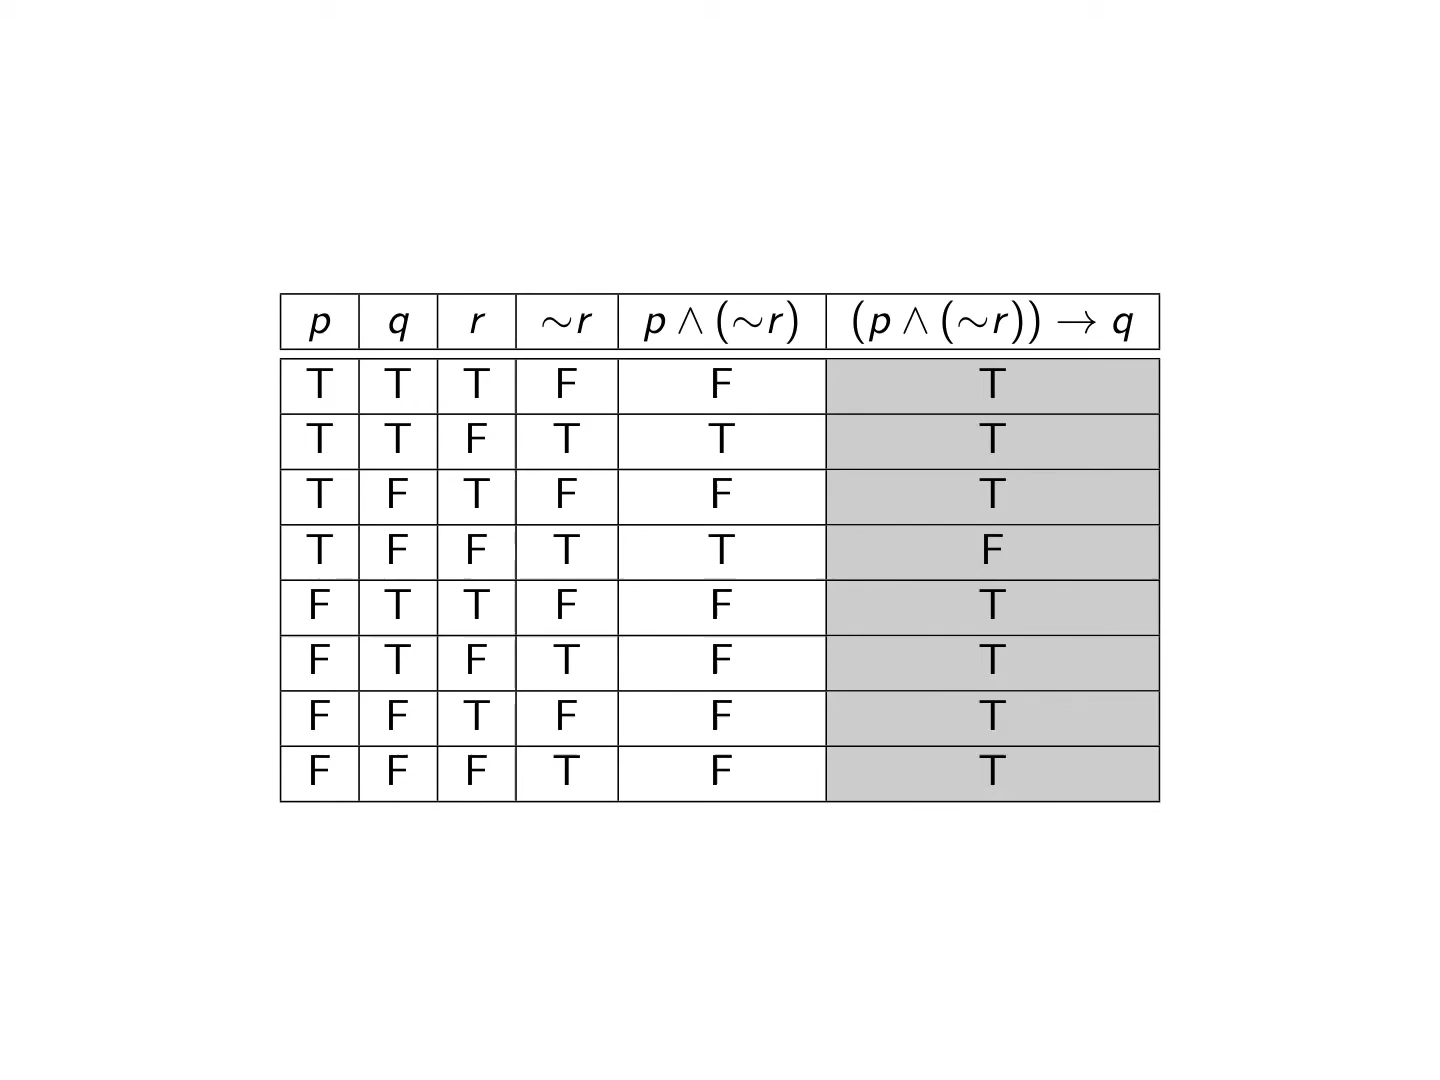 p q r ∼r p ∧ (∼r) (p ∧ (∼r)) → q
T T T F F T
T T F T T T
T F T F F T
T F F T T F
F T T F F T
F T F T F T
F F T F F T
F F F T F T